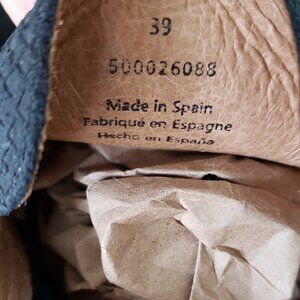 39
500026088
Made in Spain
Fabriqué en Espagne
Hecho en España